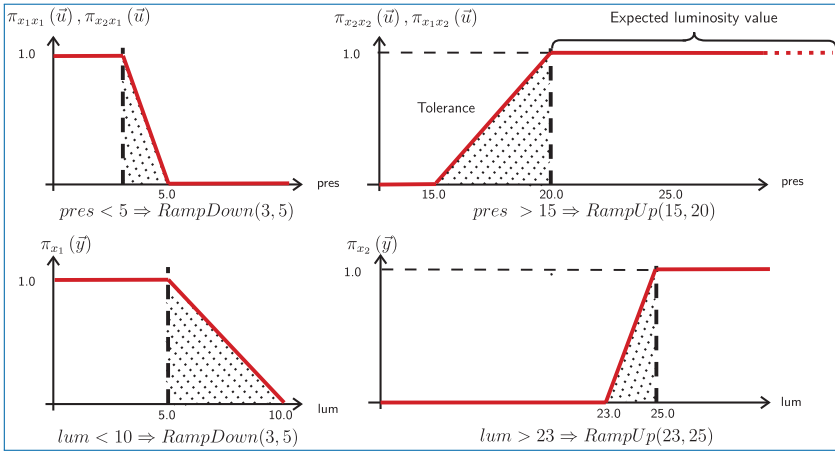 π_{x₁x₁}(u⃗), π_{x₂x₁}(u⃗)
1.0
5.0
pres
pres < 5 ⇒ RampDown(3, 5)
π_{x₂x₂}(u⃗), π_{x₁x₂}(u⃗)
Expected luminosity value
1.0
Tolerance
15.0 20.0 25.0
pres
pres > 15 ⇒ RampUp(15, 20)
π_{x₁}(y⃗)
1.0
5.0 10.0
lum
lum < 10 ⇒ RampDown(3, 5)
π_{x₂}(y⃗)
1.0
23.0 25.0
lum
lum > 23 ⇒ RampUp(23, 25)